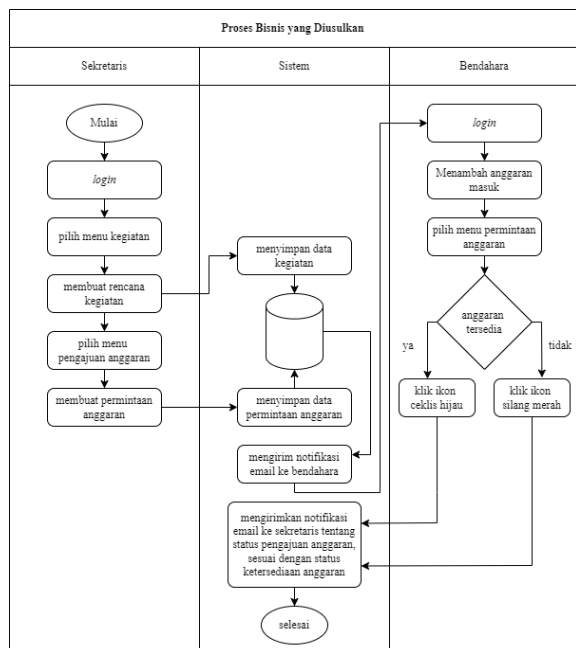 Proses Bisnis yang Diusulkan
Sekretaris
Sistem
Bendahara
Mulai
login
pilih menu kegiatan
membuat rencana
kegiatan
pilih menu
pengajuan anggaran
membuat permintaan
anggaran
menyimpan data
kegiatan
menyimpan data
permintaan anggaran
mengirim notifikasi
email ke bendahara
login
Menambah anggaran
masuk
pilih menu permintaan
anggaran
anggaran
tersedia
ya
tidak
klik ikon
ceklis hijau
klik ikon
silang merah
mengirimkan notifikasi
email ke sekretaris tentang
status pengajuan anggaran,
sesuai dengan status
ketersediaan anggaran
selesai